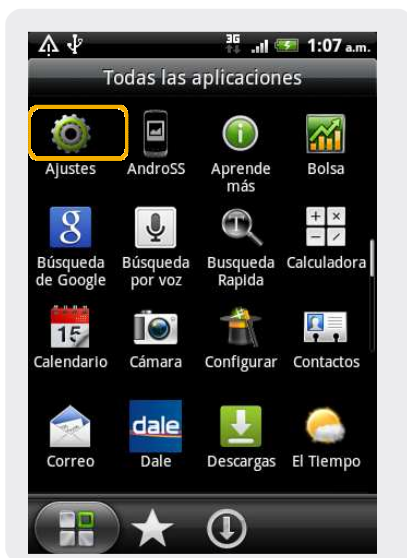 3G 1:07 a.m.
Todas las aplicaciones
Ajustes AndroSS Aprende más Bolsa
Búsqueda de Google Búsqueda por voz Busqueda Rapida Calculadora
15
Calendario Cámara Configurar Contactos
dale
Correo Dale Descargas El Tiempo